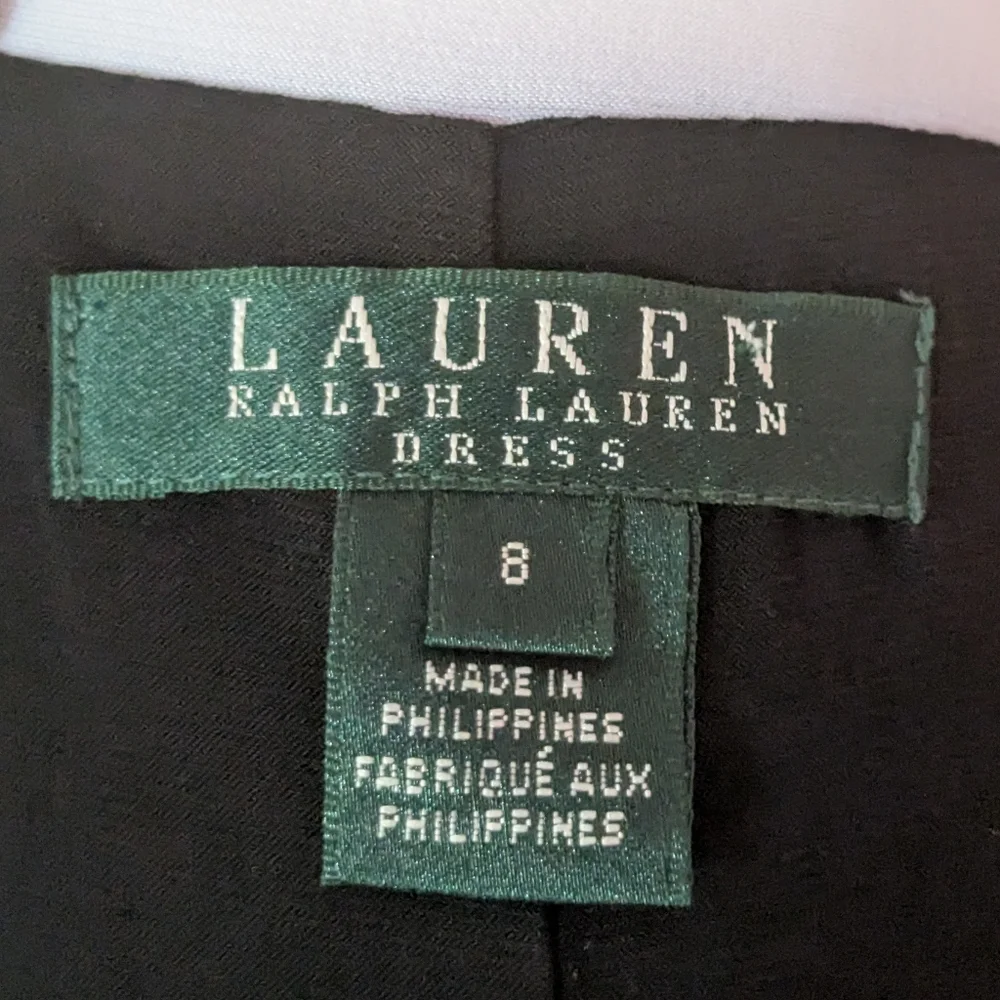 LAUREN
RALPH LAUREN
DRESS
8
MADE IN
PHILIPPINES
FABRIQUÉ AUX
PHILIPPINES